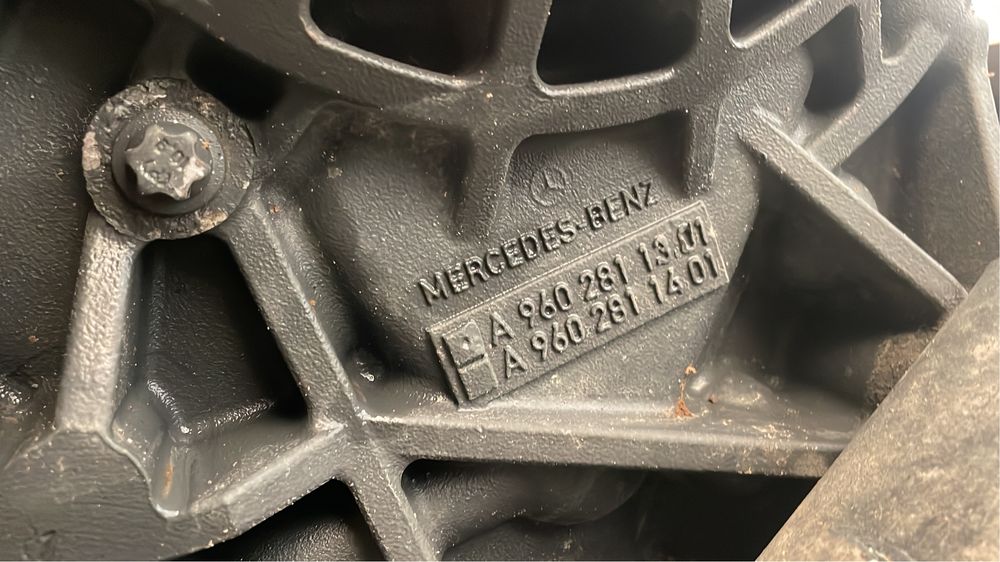 MERCEDES-BENZ
A 960 281 13 01
A 960 281 14 01